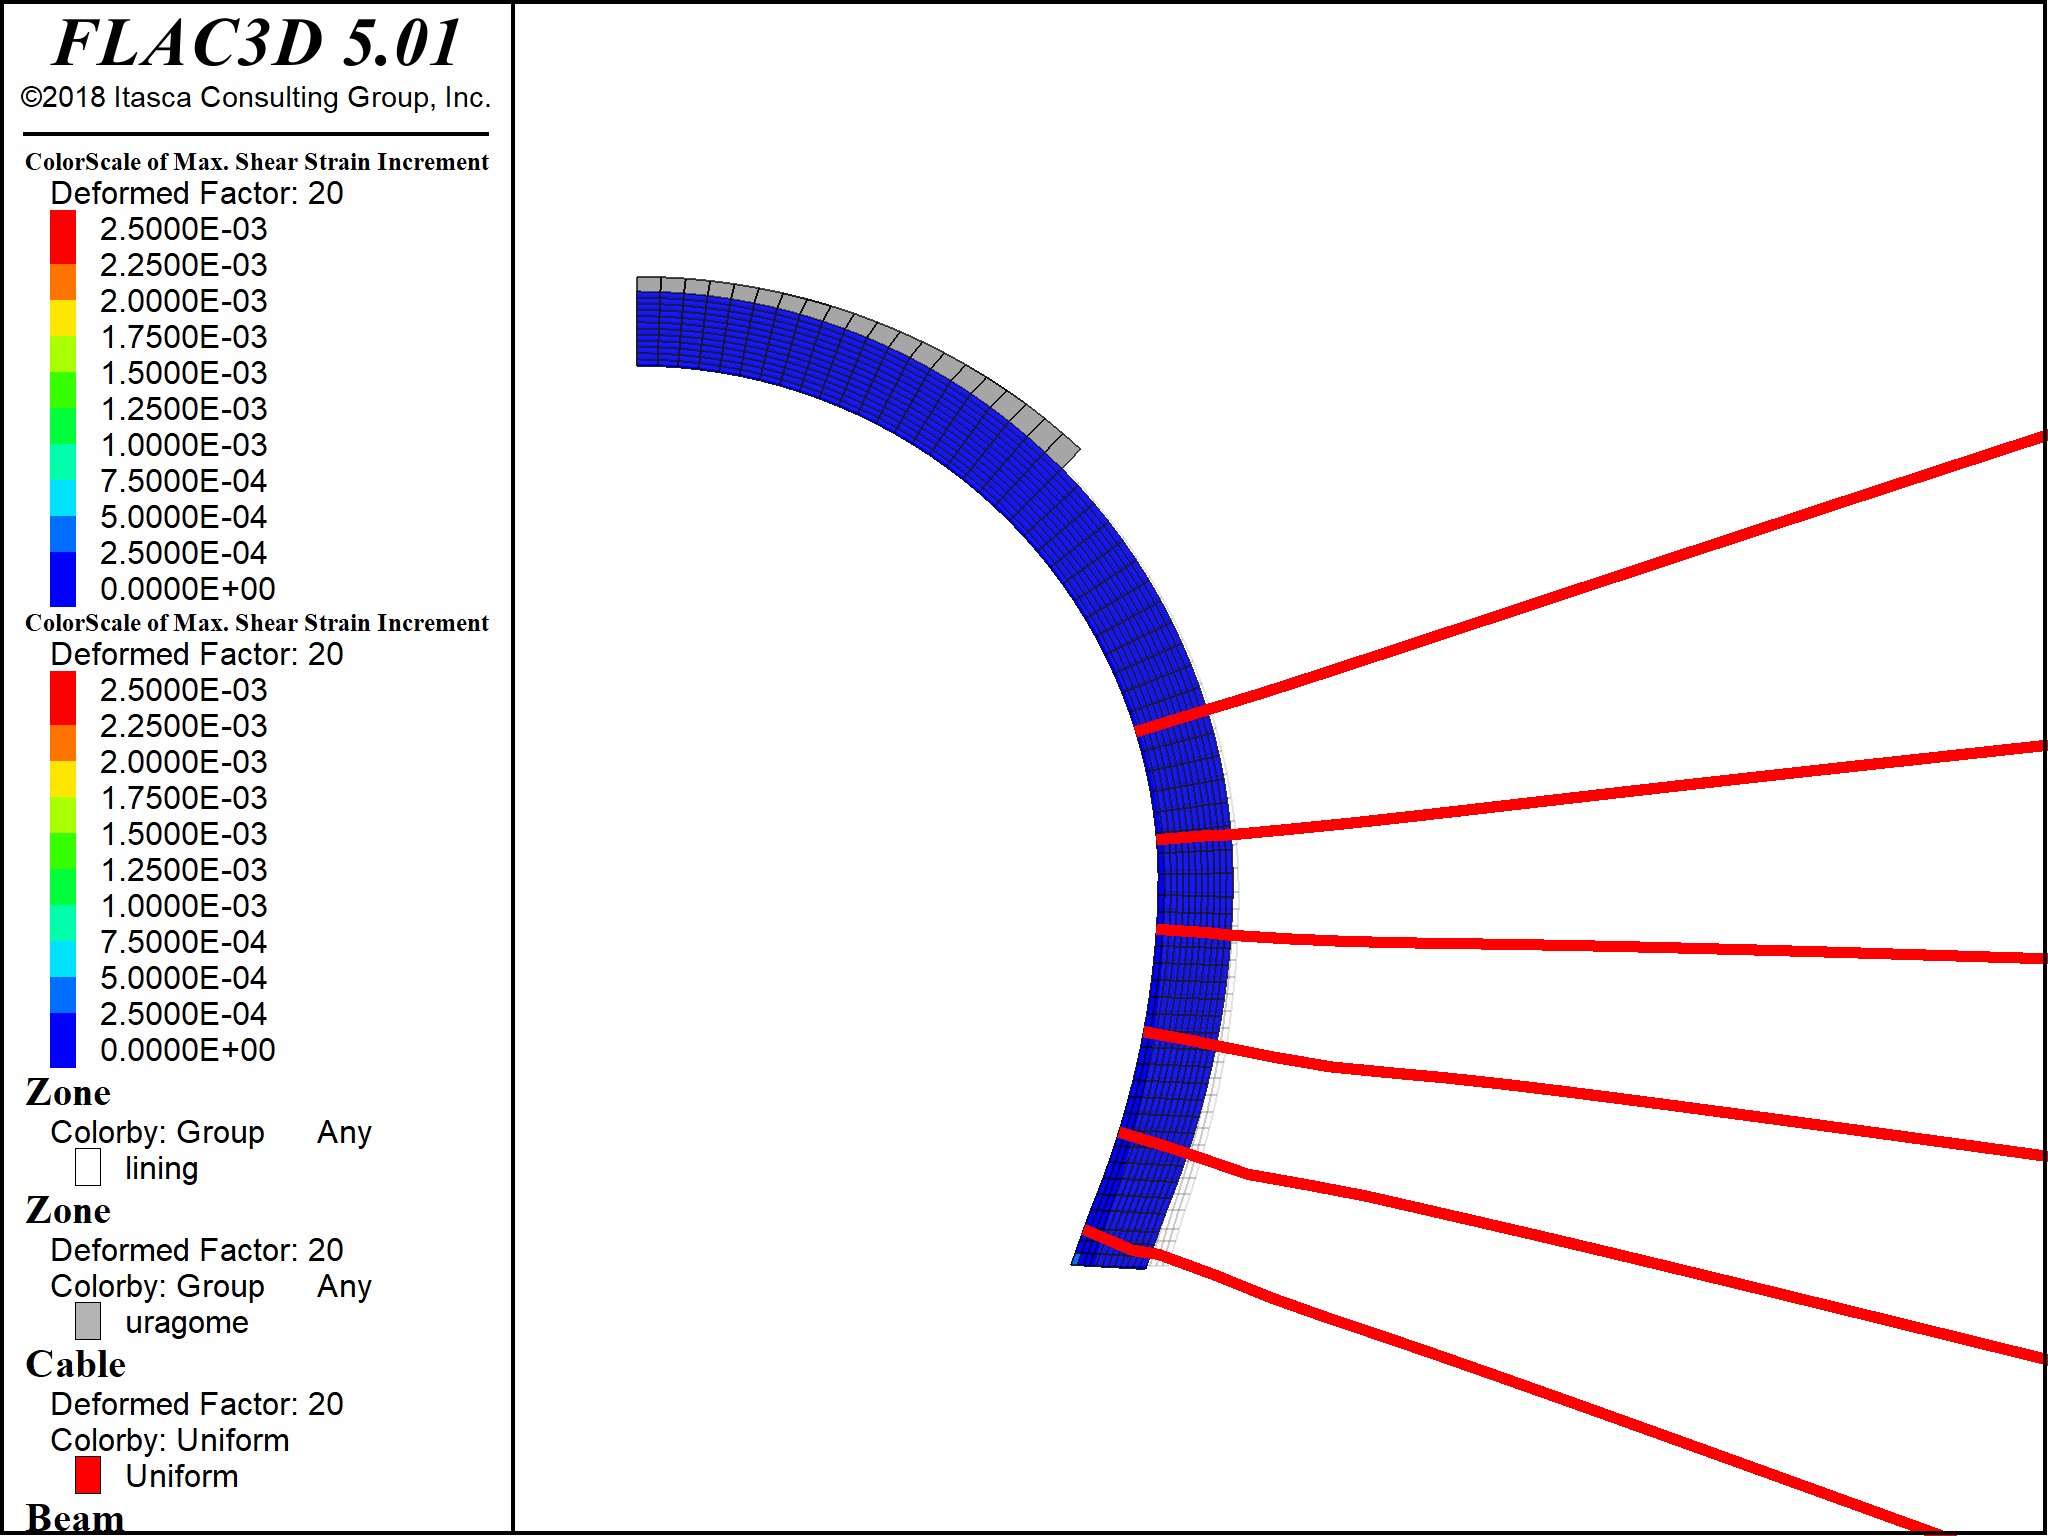 FLAC3D 5.01
©2018 Itasca Consulting Group, Inc.
ColorScale of Max. Shear Strain Increment
Deformed Factor: 20
2.5000E-03
2.2500E-03
2.0000E-03
1.7500E-03
1.5000E-03
1.2500E-03
1.0000E-03
7.5000E-04
5.0000E-04
2.5000E-04
0.0000E+00
ColorScale of Max. Shear Strain Increment
Deformed Factor: 20
2.5000E-03
2.2500E-03
2.0000E-03
1.7500E-03
1.5000E-03
1.2500E-03
1.0000E-03
7.5000E-04
5.0000E-04
2.5000E-04
0.0000E+00
Zone
Colorby: Group Any
lining
Zone
Deformed Factor: 20
Colorby: Group Any
uragome
Cable
Deformed Factor: 20
Colorby: Uniform
Uniform
Beam